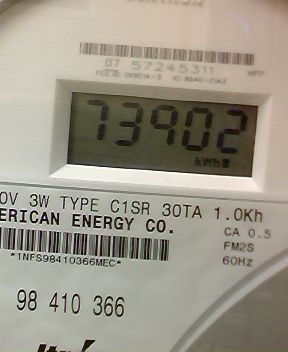 07 57245311
73902
kWh
0V 3W TYPE C1SR 30TA 1.0Kh
ERICAN ENERGY CO.
CA 0.5
FM2S
*1NFS98410366MEC*
60Hz
98 410 366